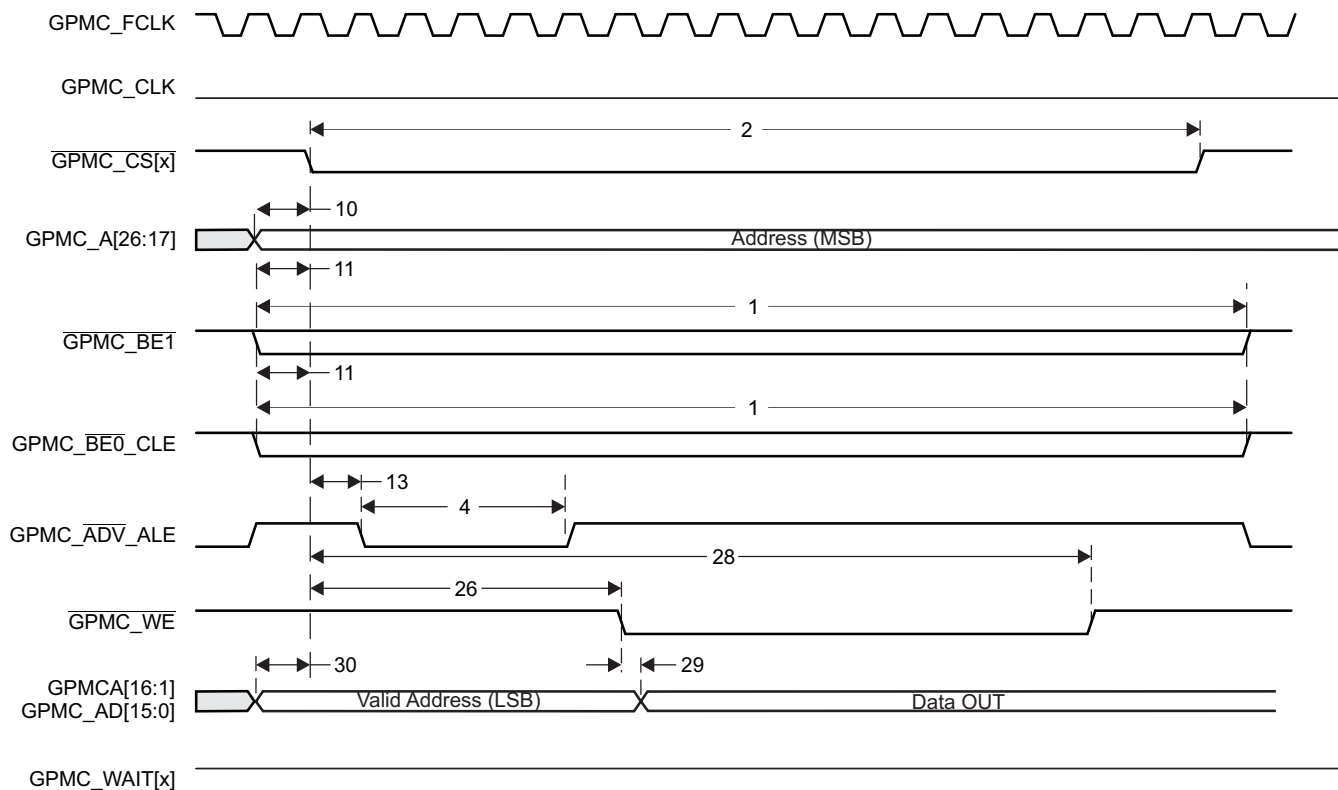 GPMC_FCLK
GPMC_CLK
2
GPMC_CS[x]
10
GPMC_A[26:17]
Address (MSB)
11
1
GPMC_BE1
11
1
GPMC_BE0_CLE
13
4
GPMC_ADV_ALE
28
26
GPMC_WE
30
29
GPMCA[16:1]
GPMC_AD[15:0]
Valid Address (LSB)
Data OUT
GPMC_WAIT[x]